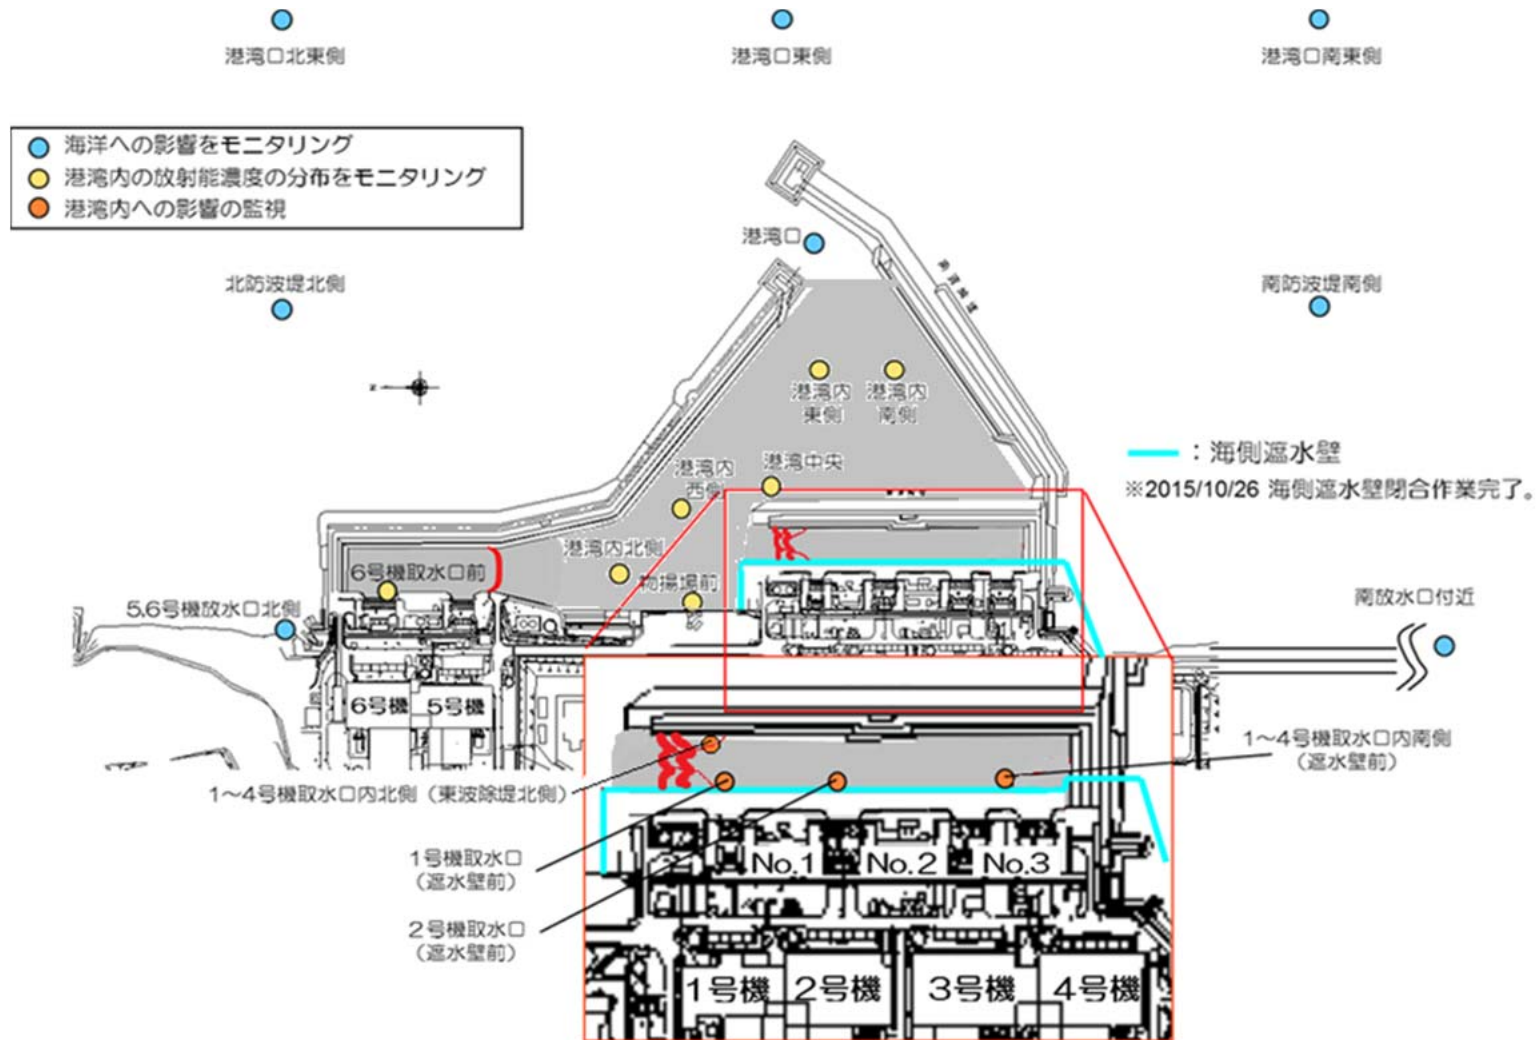 港湾口北東側
港湾口東側
港湾口南東側
海洋への影響をモニタリング
港湾内の放射能濃度の分布をモニタリング
港湾内への影響の監視
港湾口
北防波堤北側
南防波堤南側
港湾内
東側
港湾内
南側
：海側遮水壁
※2015/10/26 海側遮水壁閉合作業完了。
港湾内
西側
港湾中央
港湾内北側
物揚場前
6号機取水口前
5,6号機放水口北側
南放水口付近
6号機
5号機
1～4号機取水口内北側（東波除堤北側）
1～4号機取水口内南側
（遮水壁前）
1号機取水口
（遮水壁前）
2号機取水口
（遮水壁前）
No.1
No.2
No.3
1号機
2号機
3号機
4号機